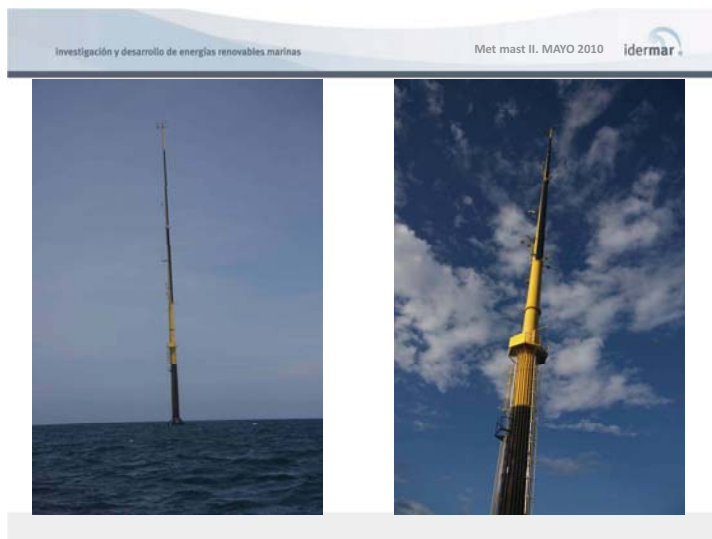 investigación y desarrollo de energías renovables marinas
Met mast II. MAYO 2010
idermar